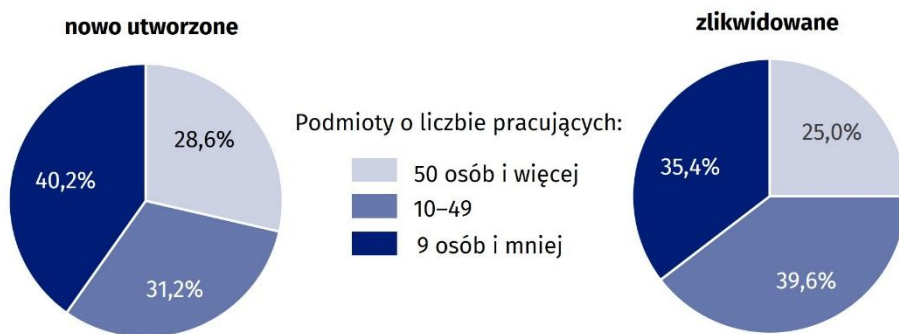 nowo utworzone
28,6%
40,2%
31,2%
Podmioty o liczbie pracujących:
50 osób i więcej
10–49
9 osób i mniej
zlikwidowane
25,0%
35,4%
39,6%